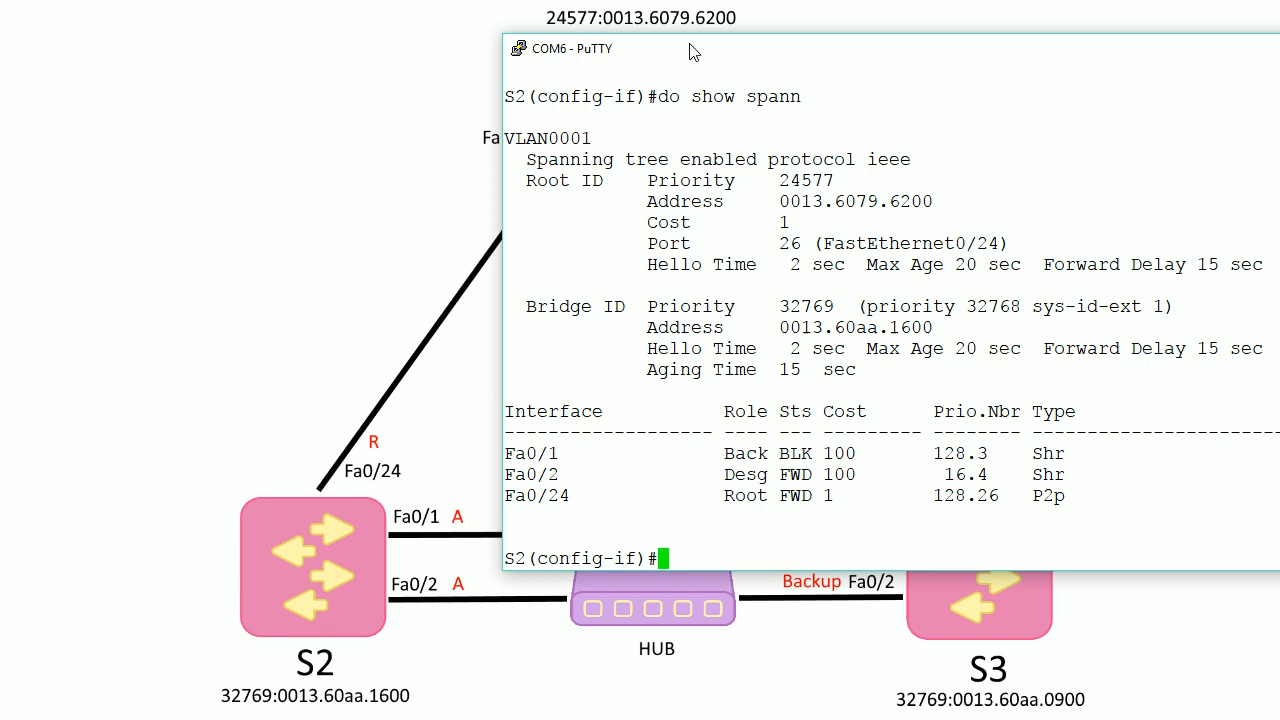 24577:0013.6079.6200
COM6 - PuTTY
S2(config-if)#do show spann
Fa
VLAN0001
Spanning tree enabled protocol ieee
Root ID Priority 24577
Address 0013.6079.6200
Cost 1
Port 26 (FastEthernet0/24)
Hello Time 2 sec Max Age 20 sec Forward Delay 15 sec
Bridge ID Priority 32769 (priority 32768 sys-id-ext 1)
Address 0013.60aa.1600
Hello Time 2 sec Max Age 20 sec Forward Delay 15 sec
Aging Time 15 sec
Interface Role Sts Cost Prio.Nbr Type
------------------- ---- --- --------- -------- --------------------------------
Fa0/1 Back BLK 100 128.3 Shr
Fa0/2 Desg FWD 100 16.4 Shr
Fa0/24 Root FWD 1 128.26 P2p
S2(config-if)#
R
Fa0/24
Fa0/1 A
Fa0/2 A
Backup Fa0/2
HUB
S2
32769:0013.60aa.1600
S3
32769:0013.60aa.0900